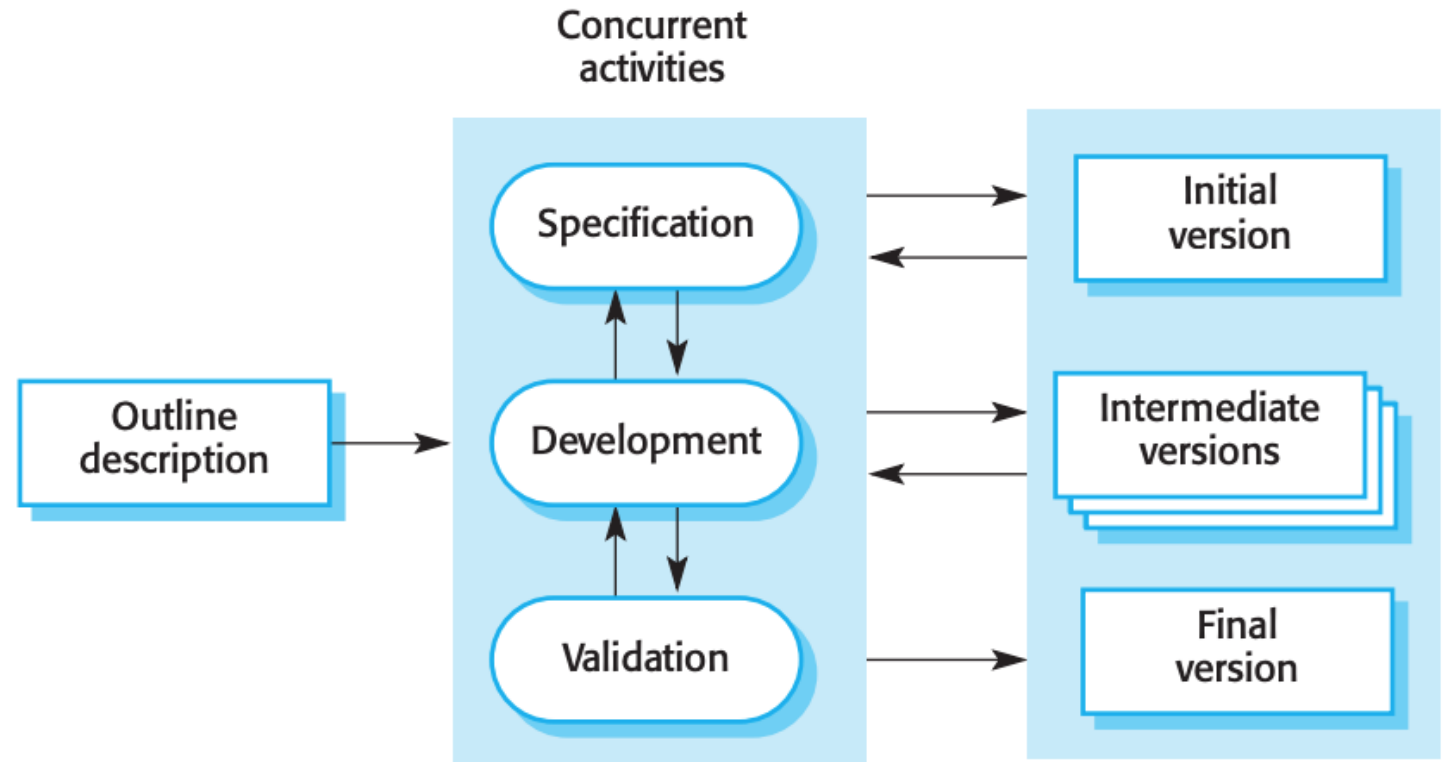 Concurrent
activities
Outline
description
Specification
Development
Validation
Initial
version
Intermediate
versions
Final
version